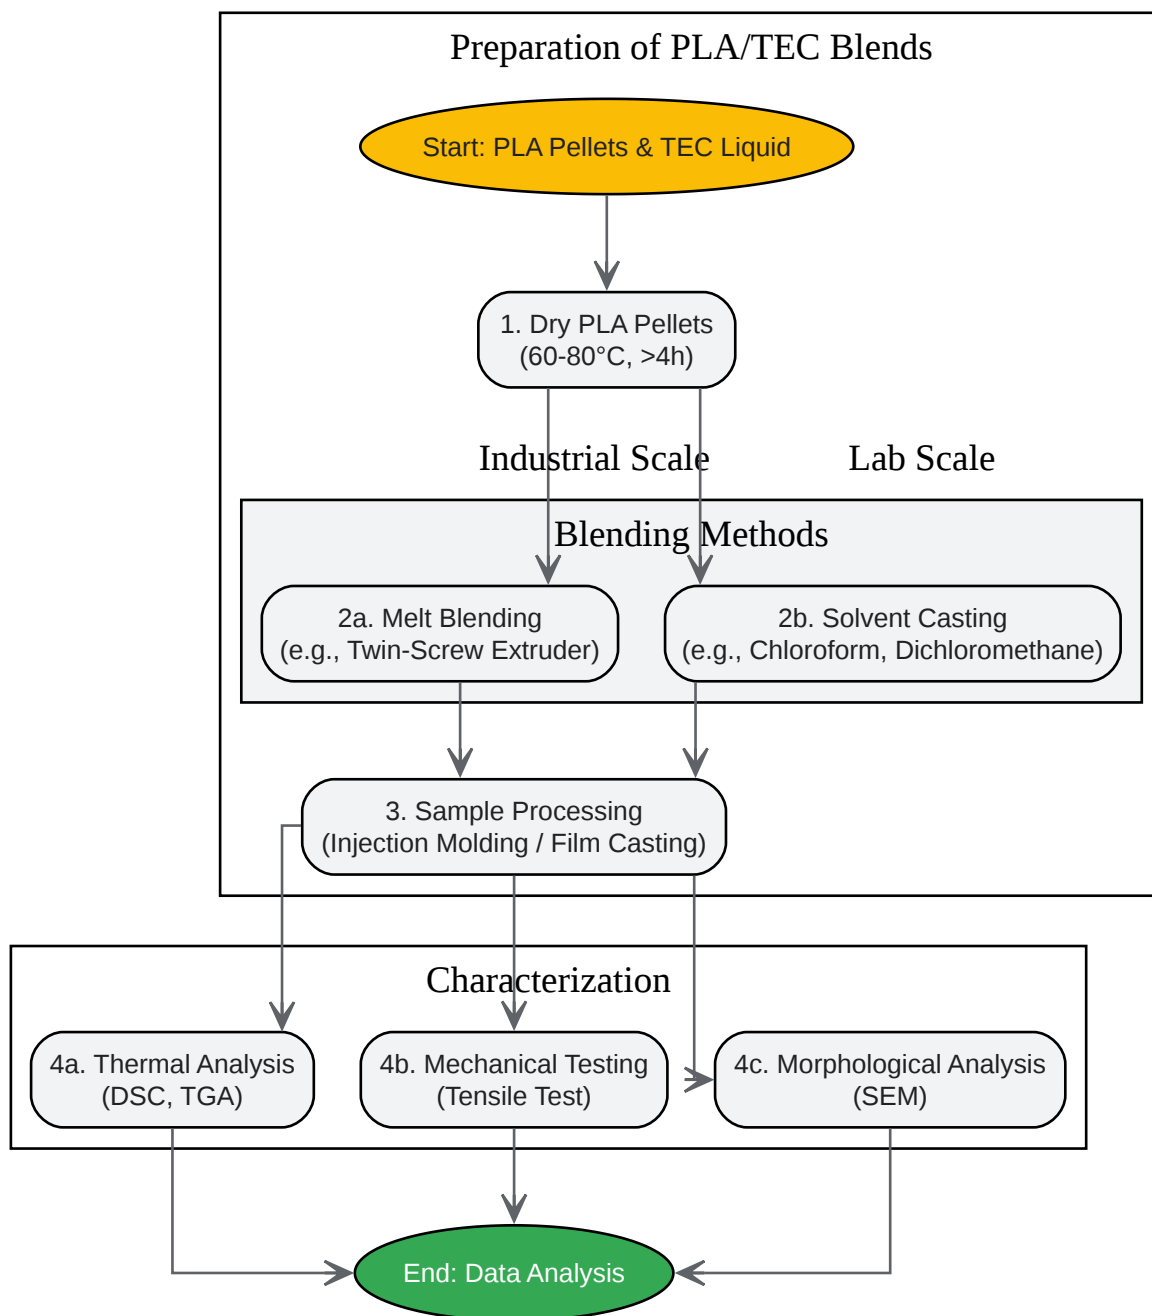 Preparation of PLA/TEC Blends
Start: PLA Pellets & TEC Liquid
1. Dry PLA Pellets
(60-80°C, >4h)
Industrial Scale
Lab Scale
Blending Methods
2a. Melt Blending
(e.g., Twin-Screw Extruder)
2b. Solvent Casting
(e.g., Chloroform, Dichloromethane)
3. Sample Processing
(Injection Molding / Film Casting)
Characterization
4a. Thermal Analysis
(DSC, TGA)
4b. Mechanical Testing
(Tensile Test)
4c. Morphological Analysis
(SEM)
End: Data Analysis